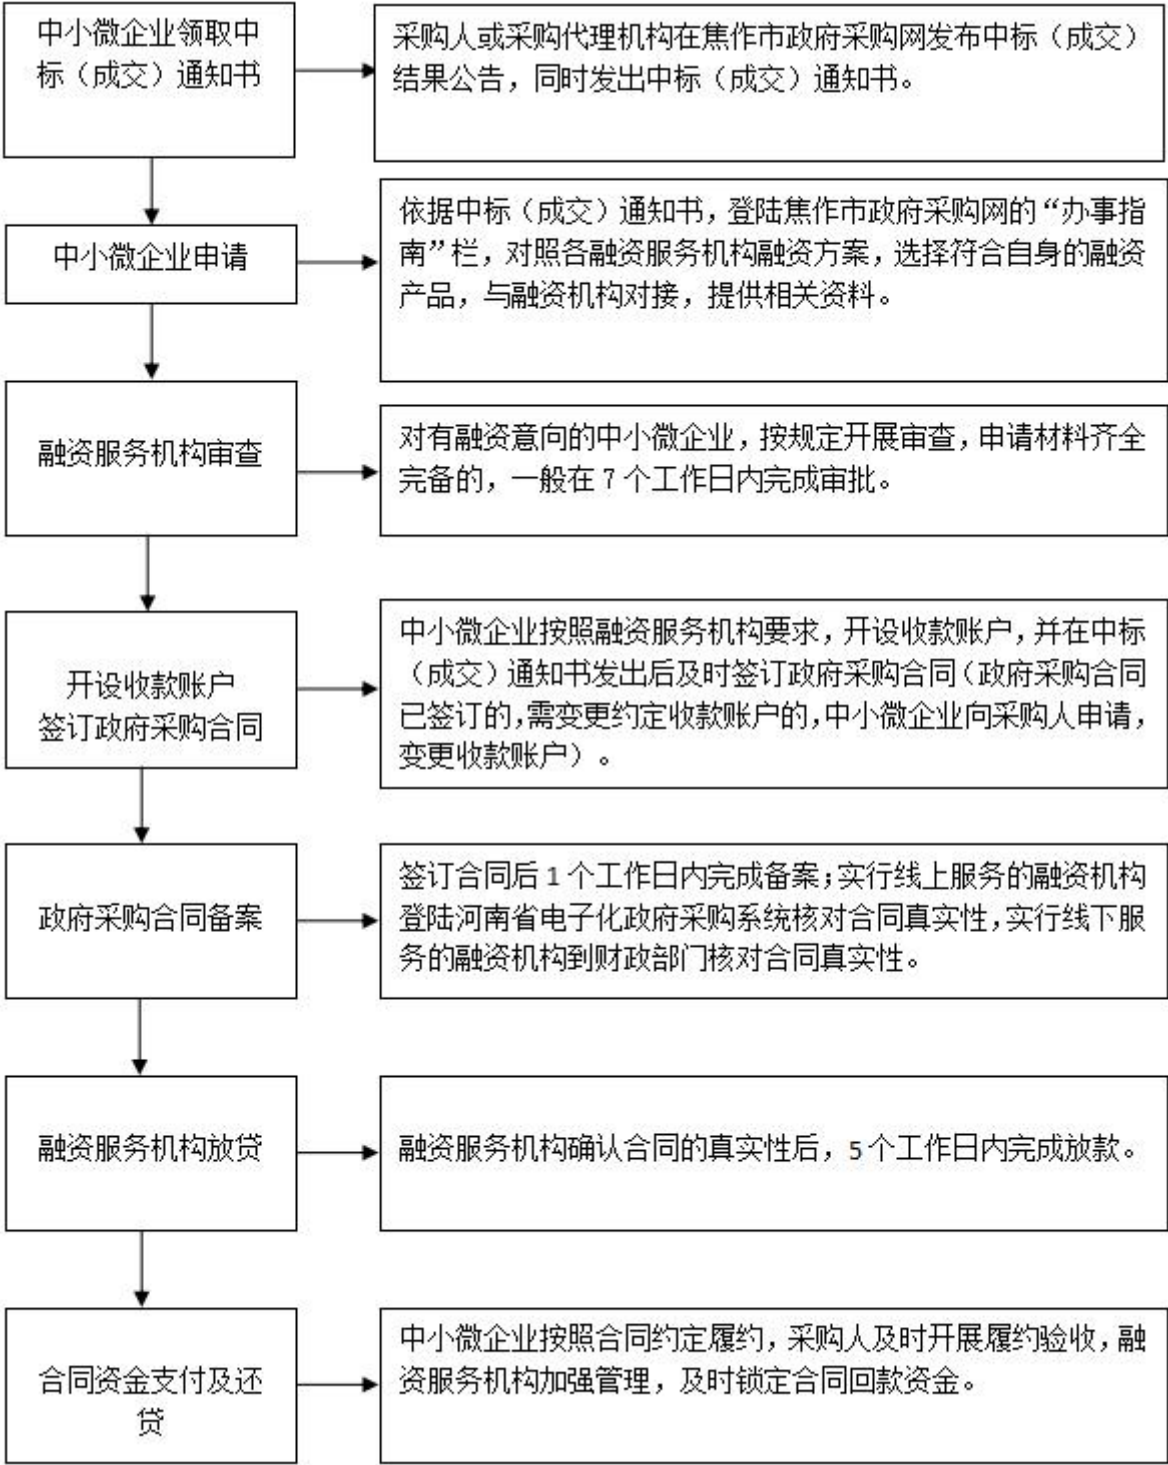 中小微企业领取中
标（成交）通知书
采购人或采购代理机构在焦作市政府采购网发布中标（成交）
结果公告，同时发出中标（成交）通知书。
中小微企业申请
依据中标（成交）通知书，登陆焦作市政府采购网的“办事指
南”栏，对照各融资服务机构融资方案，选择符合自身的融资
产品，与融资机构对接，提供相关资料。
融资服务机构审查
对有融资意向的中小微企业，按规定开展审查，申请材料齐全
完备的，一般在 7 个工作日内完成审批。
开设收款账户
签订政府采购合同
中小微企业按照融资服务机构要求，开设收款账户，并在中标
（成交）通知书发出后及时签订政府采购合同（政府采购合同
已签订的，需变更约定收款账户的，中小微企业向采购人申请，
变更收款账户）。
政府采购合同备案
签订合同后 1 个工作日内完成备案；实行线上服务的融资机构
登陆河南省电子化政府采购系统核对合同真实性，实行线下服
务的融资机构到财政部门核对合同真实性。
融资服务机构放贷
融资服务机构确认合同的真实性后，5 个工作日内完成放款。
合同资金支付及还
贷
中小微企业按照合同约定履约，采购人及时开展履约验收，融
资服务机构加强管理，及时锁定合同回款资金。